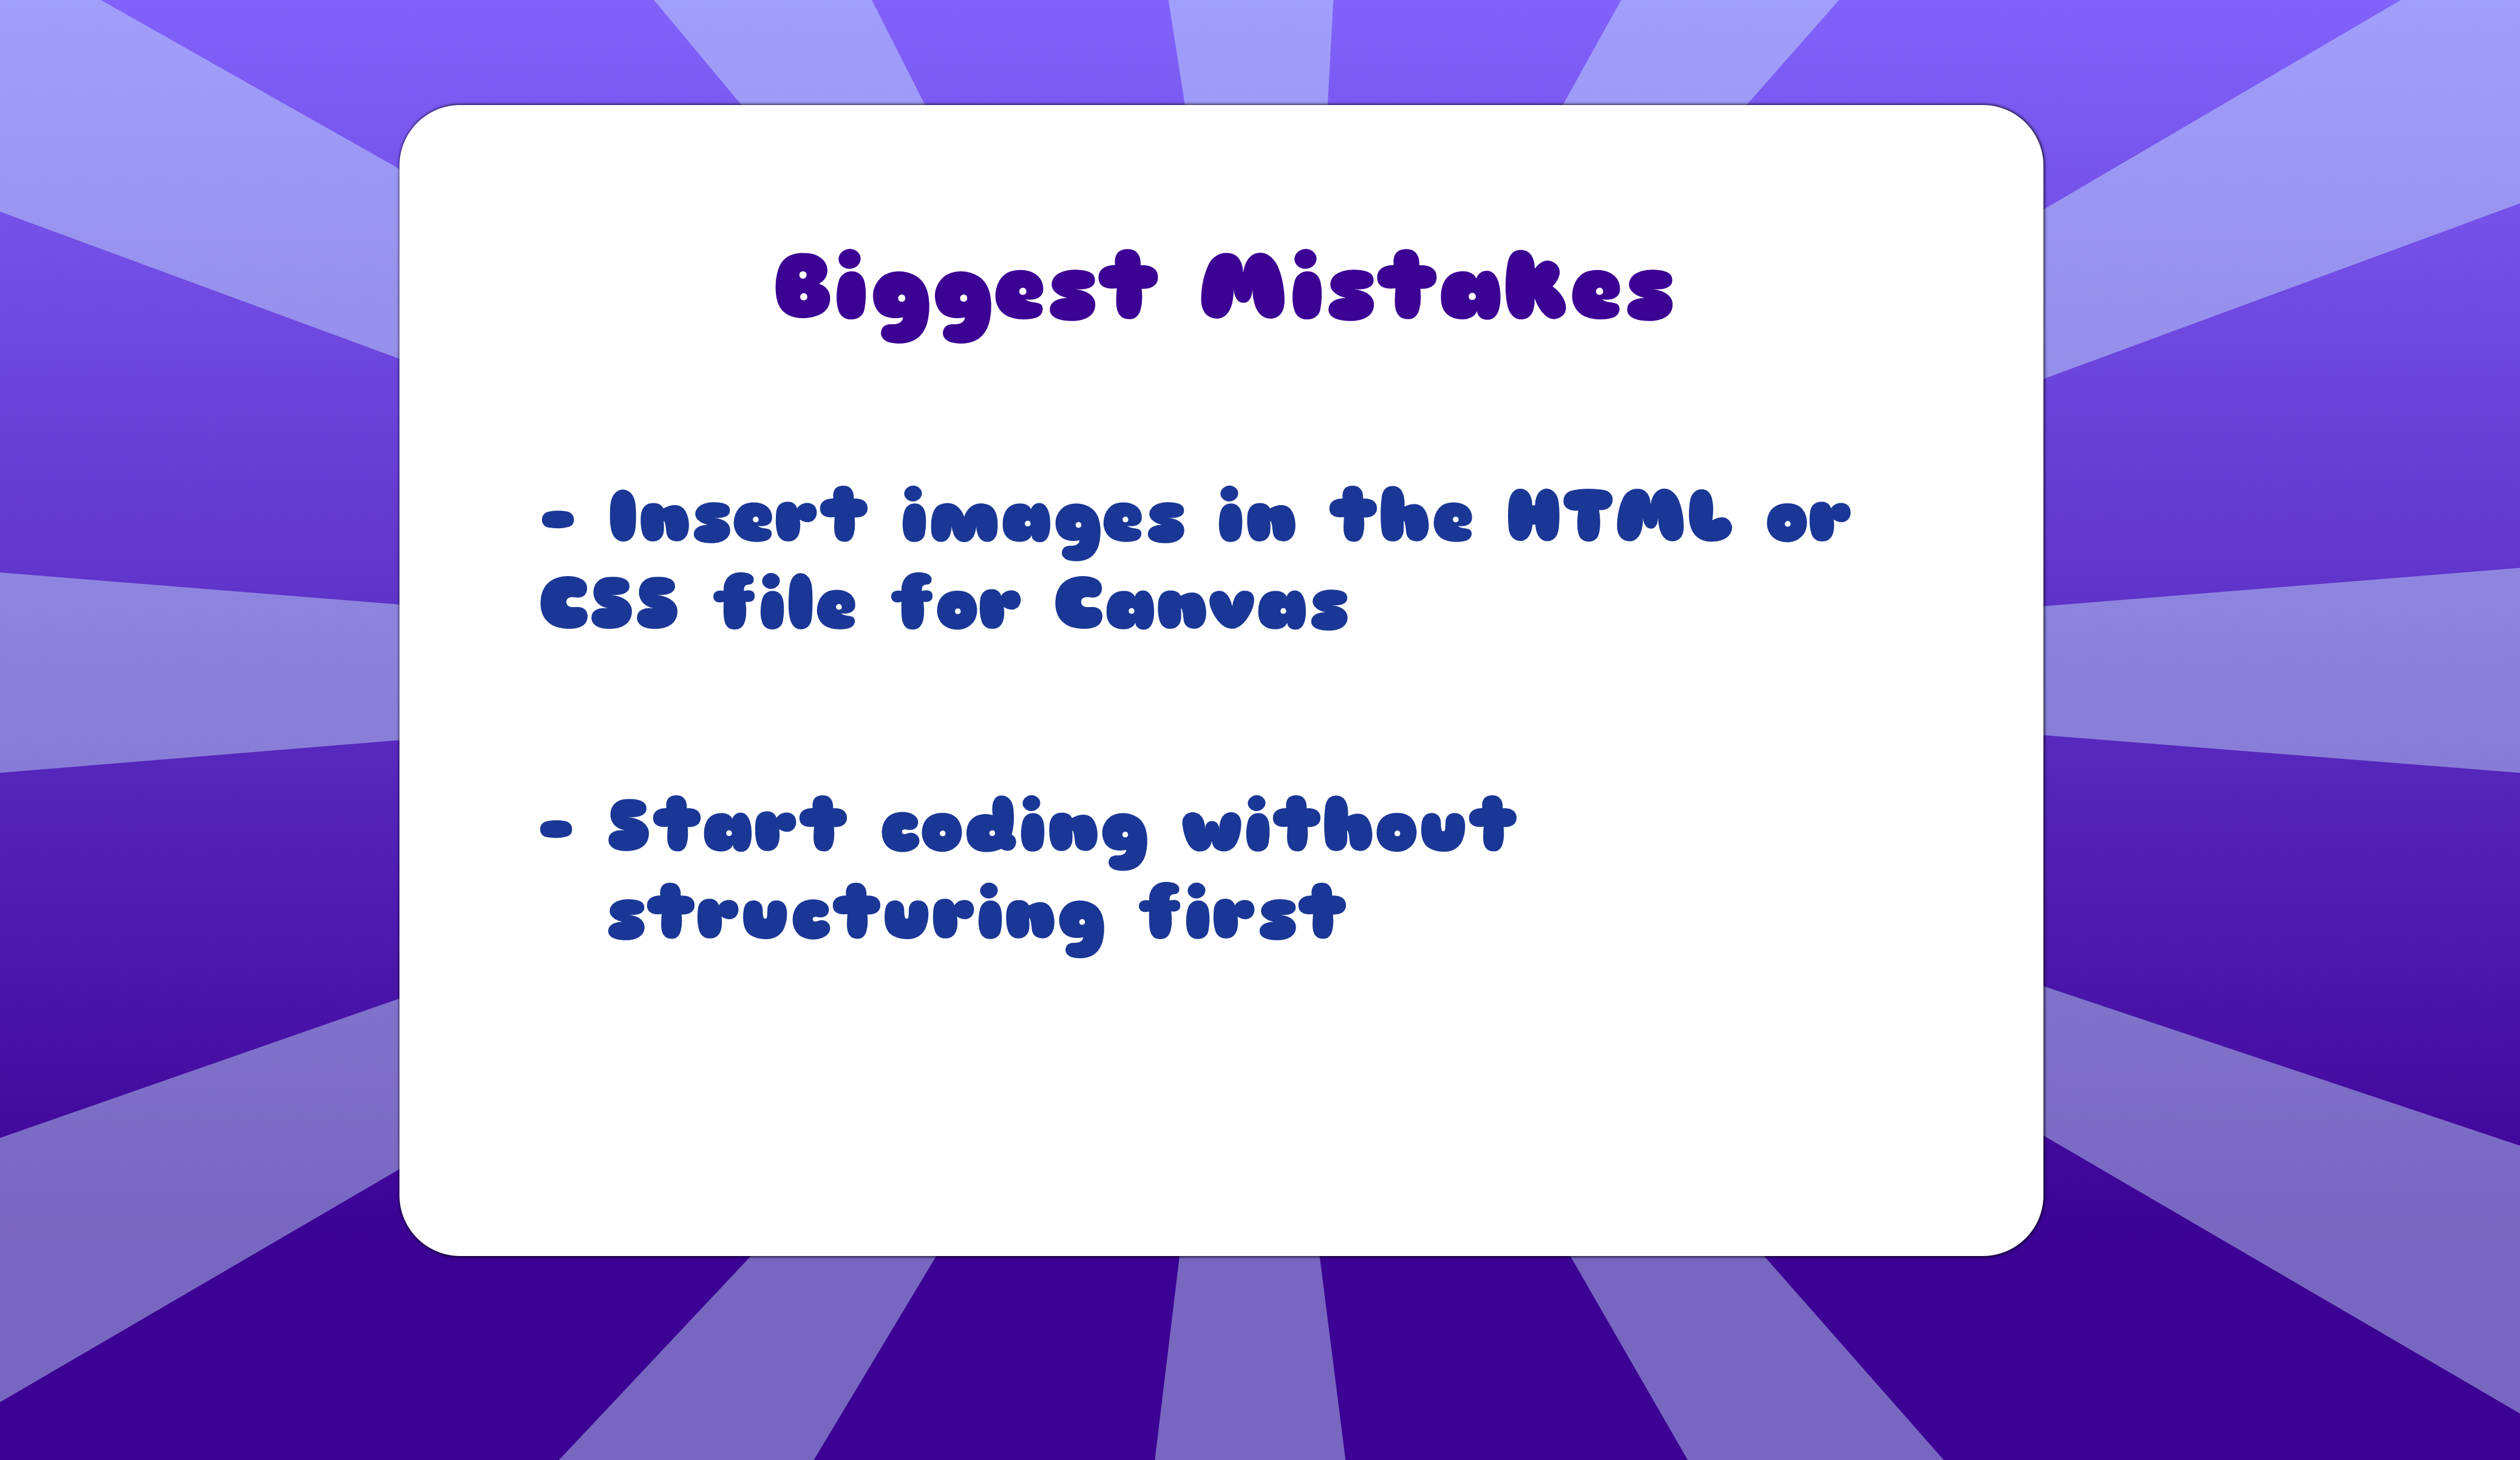 Biggest Mistakes
- Insert images in the HTML or
CSS file for Canvas
- Start coding without
structuring first